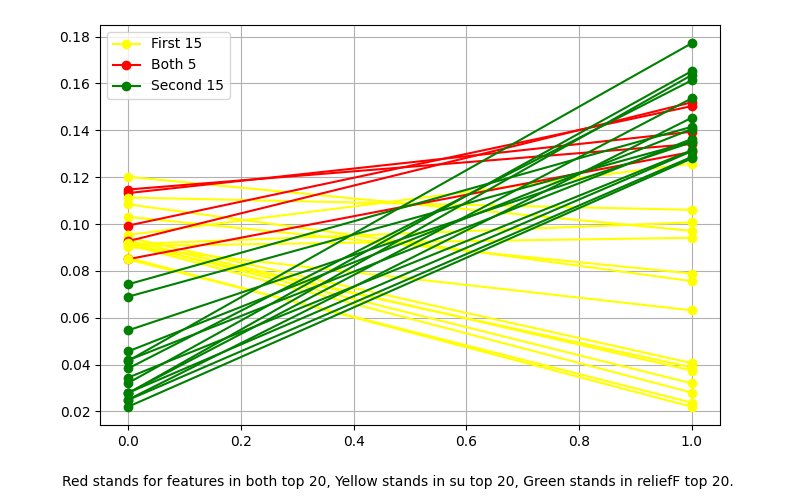 0.18
0.16
0.14
0.12
0.10
0.08
0.06
0.04
0.02
First 15
Both 5
Second 15
0.0 0.2 0.4 0.6 0.8 1.0
Red stands for features in both top 20, Yellow stands in su top 20, Green stands in reliefF top 20.